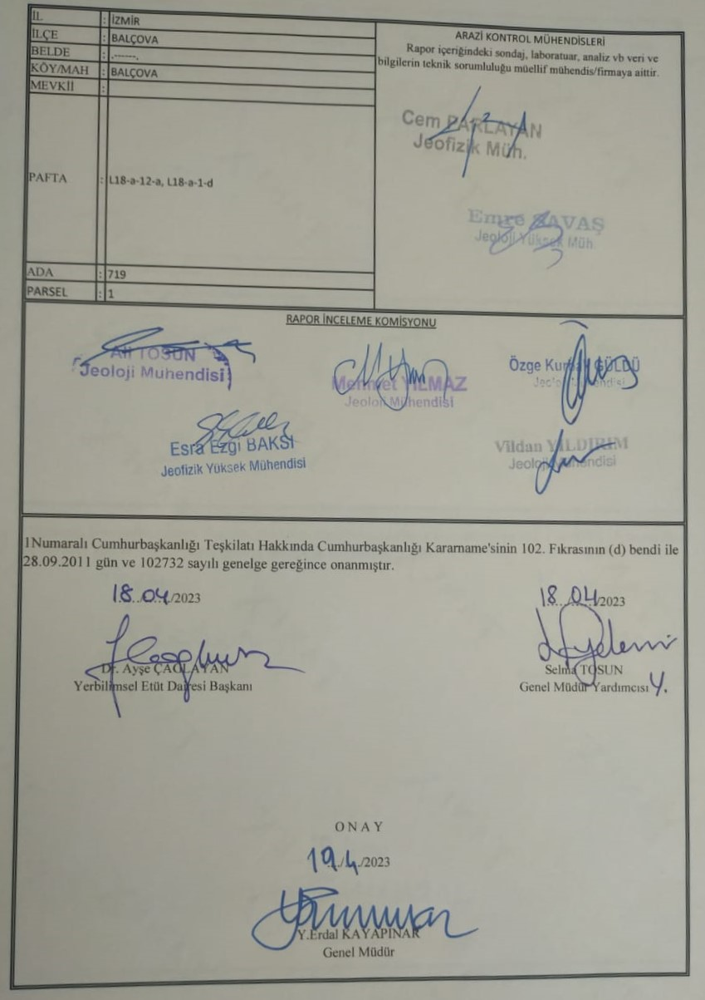 İL : İZMİR
İLÇE : BALÇOVA
BELDE : .------.
KÖY/MAH : BALÇOVA
MEVKİİ :
PAFTA : L18-a-12-a, L18-a-1-d
ADA : 719
PARSEL : 1
ARAZİ KONTROL MÜHENDİSLERİ
Rapor içeriğindeki sondaj, laboratuar, analiz vb veri ve
bilgilerin teknik sorumluluğu müellif mühendis/firmaya aittir.
Cem PARLAYAN
Jeofizik Müh.
Emre SAVAŞ
Jeoloji Yüksek Müh.
RAPOR İNCELEME KOMİSYONU
Ali TOSUN
Jeoloji Muhendisi
Mehmet YILMAZ
Jeoloji Mühendisi
Özge Kurbal GÜLDÜ
Jeoloji Mühendisi
Esra Ezgi BAKSI
Jeofizik Yüksek Mühendisi
Vildan YILDIRIM
Jeoloji Mühendisi
1Numaralı Cumhurbaşkanlığı Teşkilatı Hakkında Cumhurbaşkanlığı Kararname'sinin 102. Fıkrasının (d) bendi ile
28.09.2011 gün ve 102732 sayılı genelge gereğince onanmıştır.
18.04/2023
Dr. Ayşe ÇAĞLAYAN
Yerbilimsel Etüt Dairesi Başkanı
18.04/2023
Selma TOSUN
Genel Müdür Yardımcısı Y.
O N A Y
19./4./2023
Y.Erdal KAYAPINAR
Genel Müdür